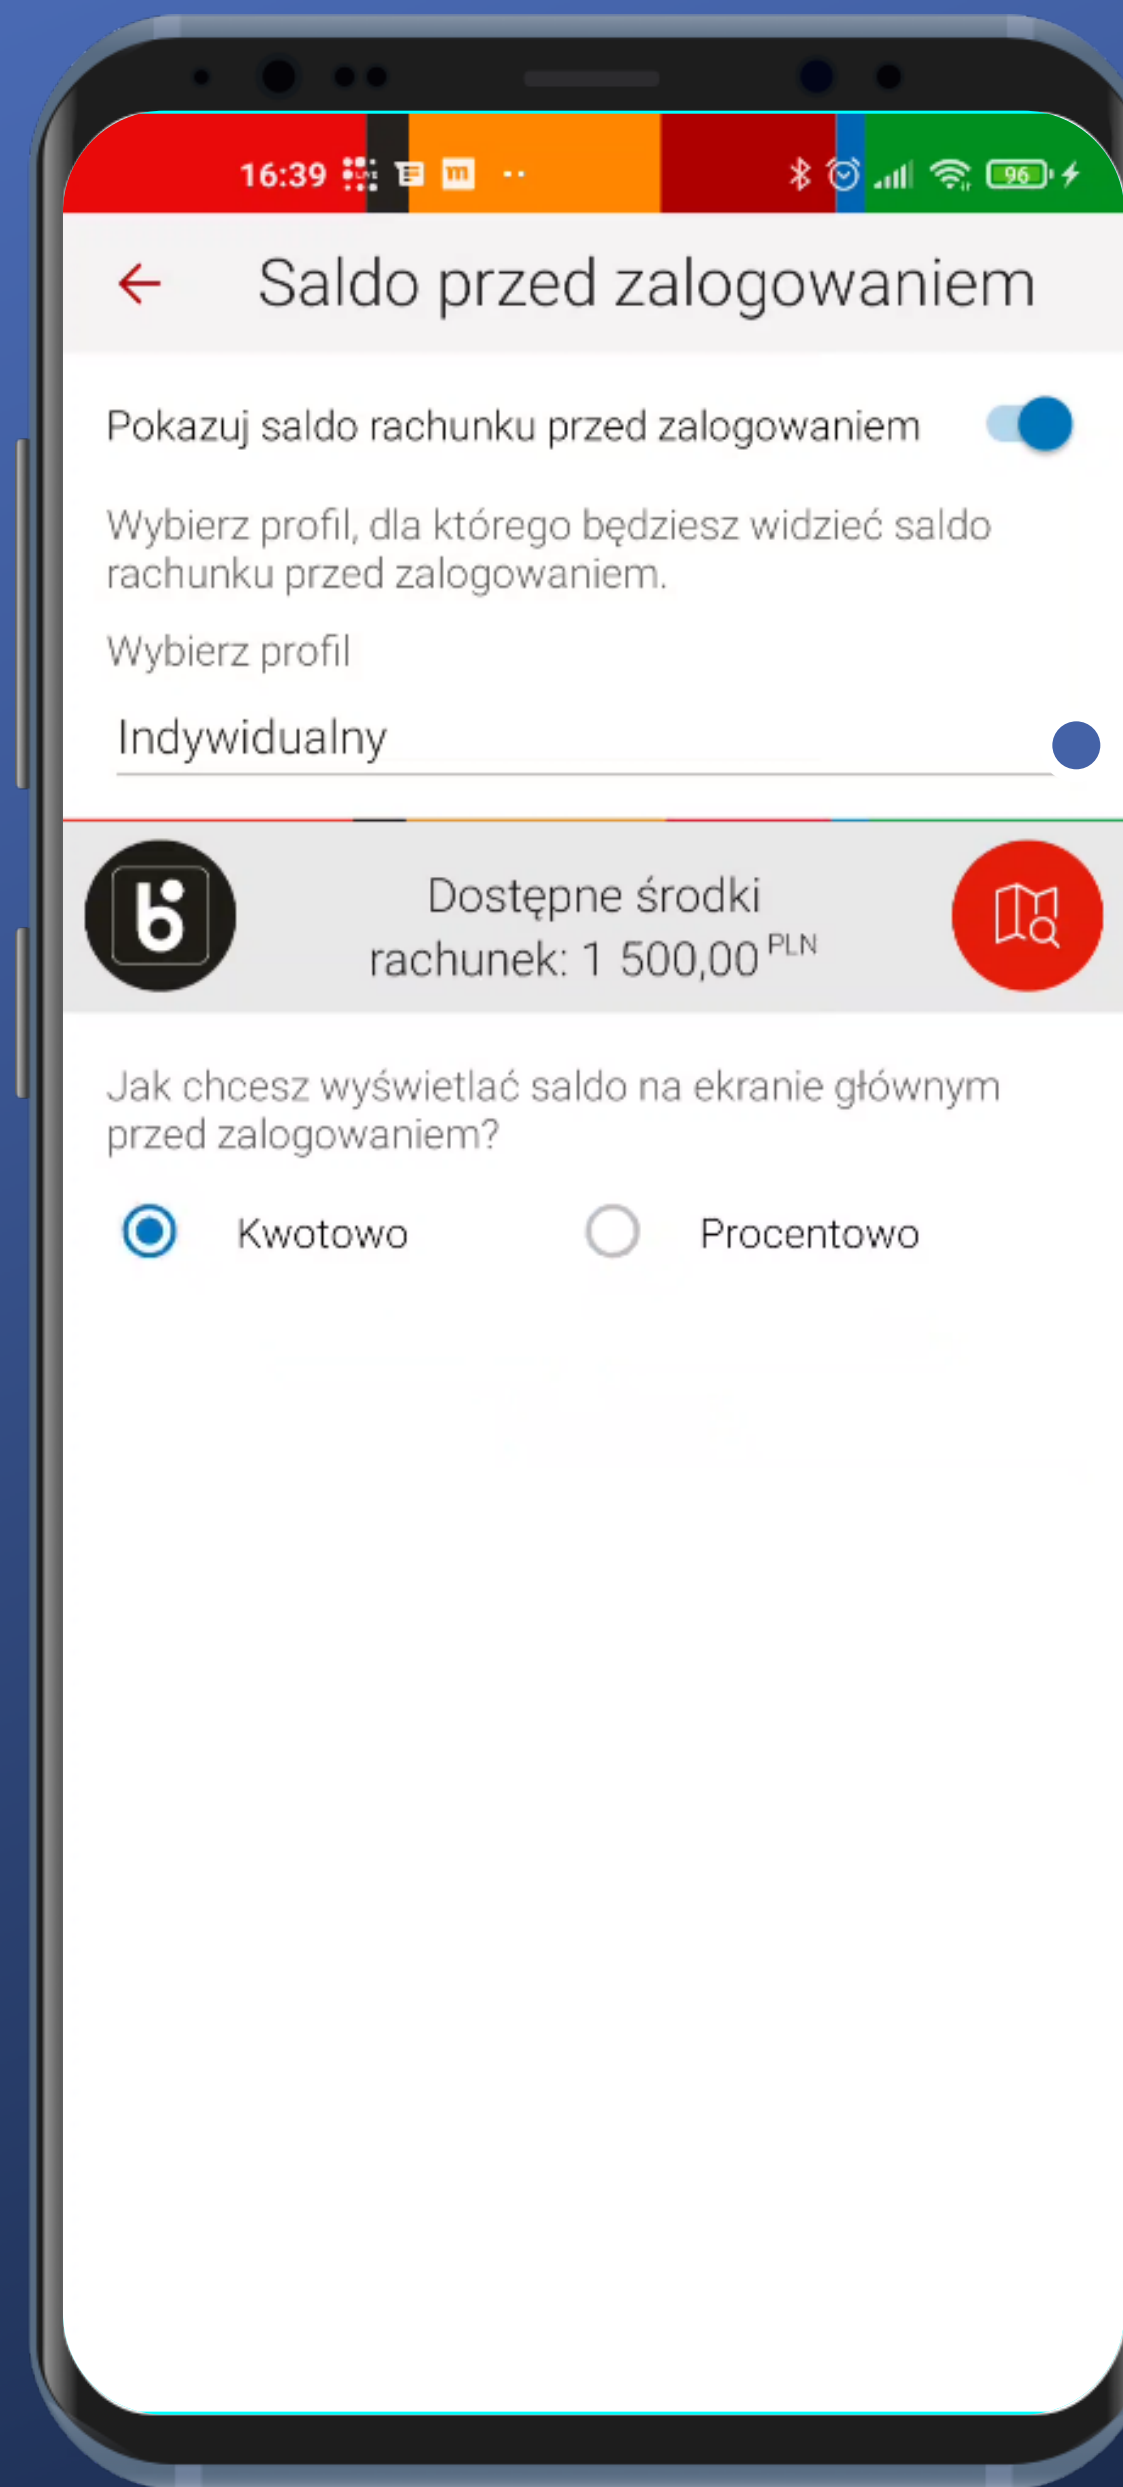 16:39
m
96
Saldo przed zalogowaniem
Pokazuj saldo rachunku przed zalogowaniem
Wybierz profil, dla którego będziesz widzieć saldo
rachunku przed zalogowaniem.
Wybierz profil
Indywidualny
Dostępne środki
rachunek: 1 500,00 PLN
Jak chcesz wyświetlać saldo na ekranie głównym
przed zalogowaniem?
Kwotowo Procentowo